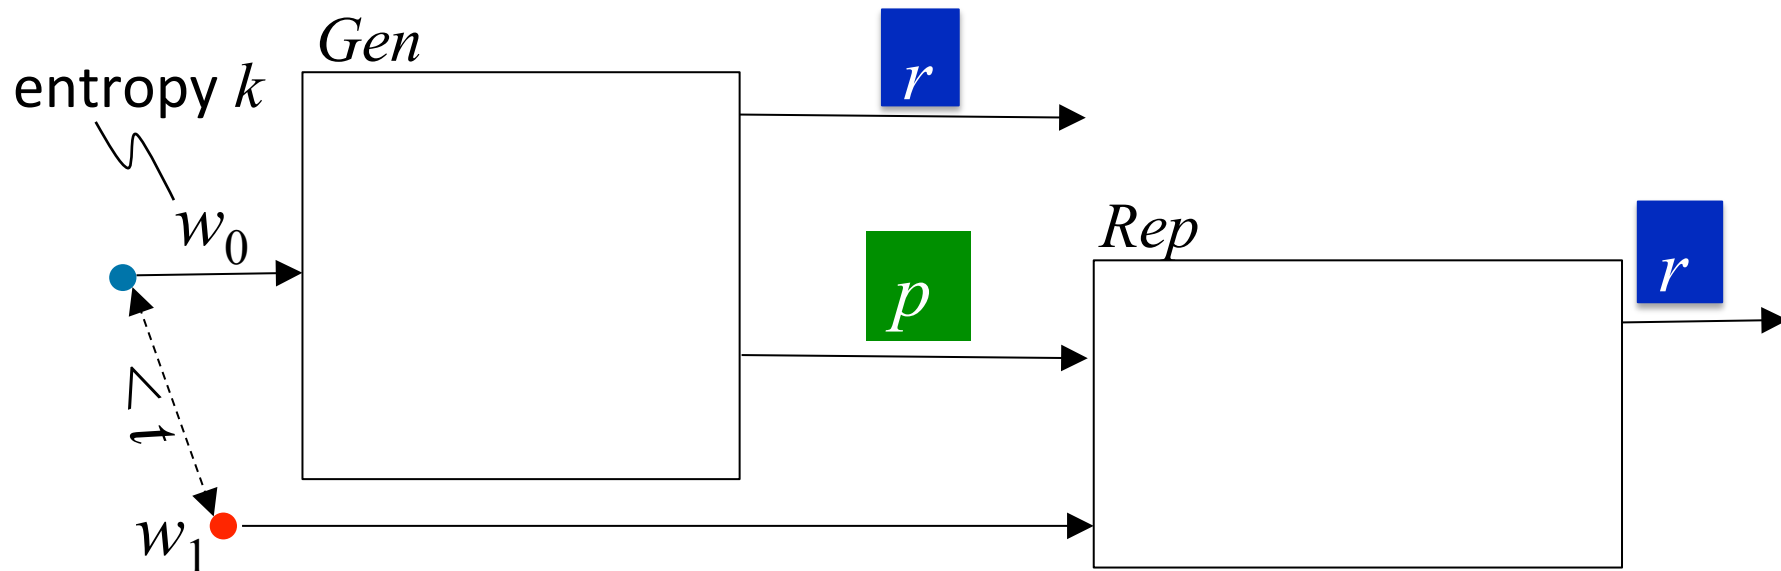 Gen
r
entropy k
w₀
Rep
r
p
< t
w₁